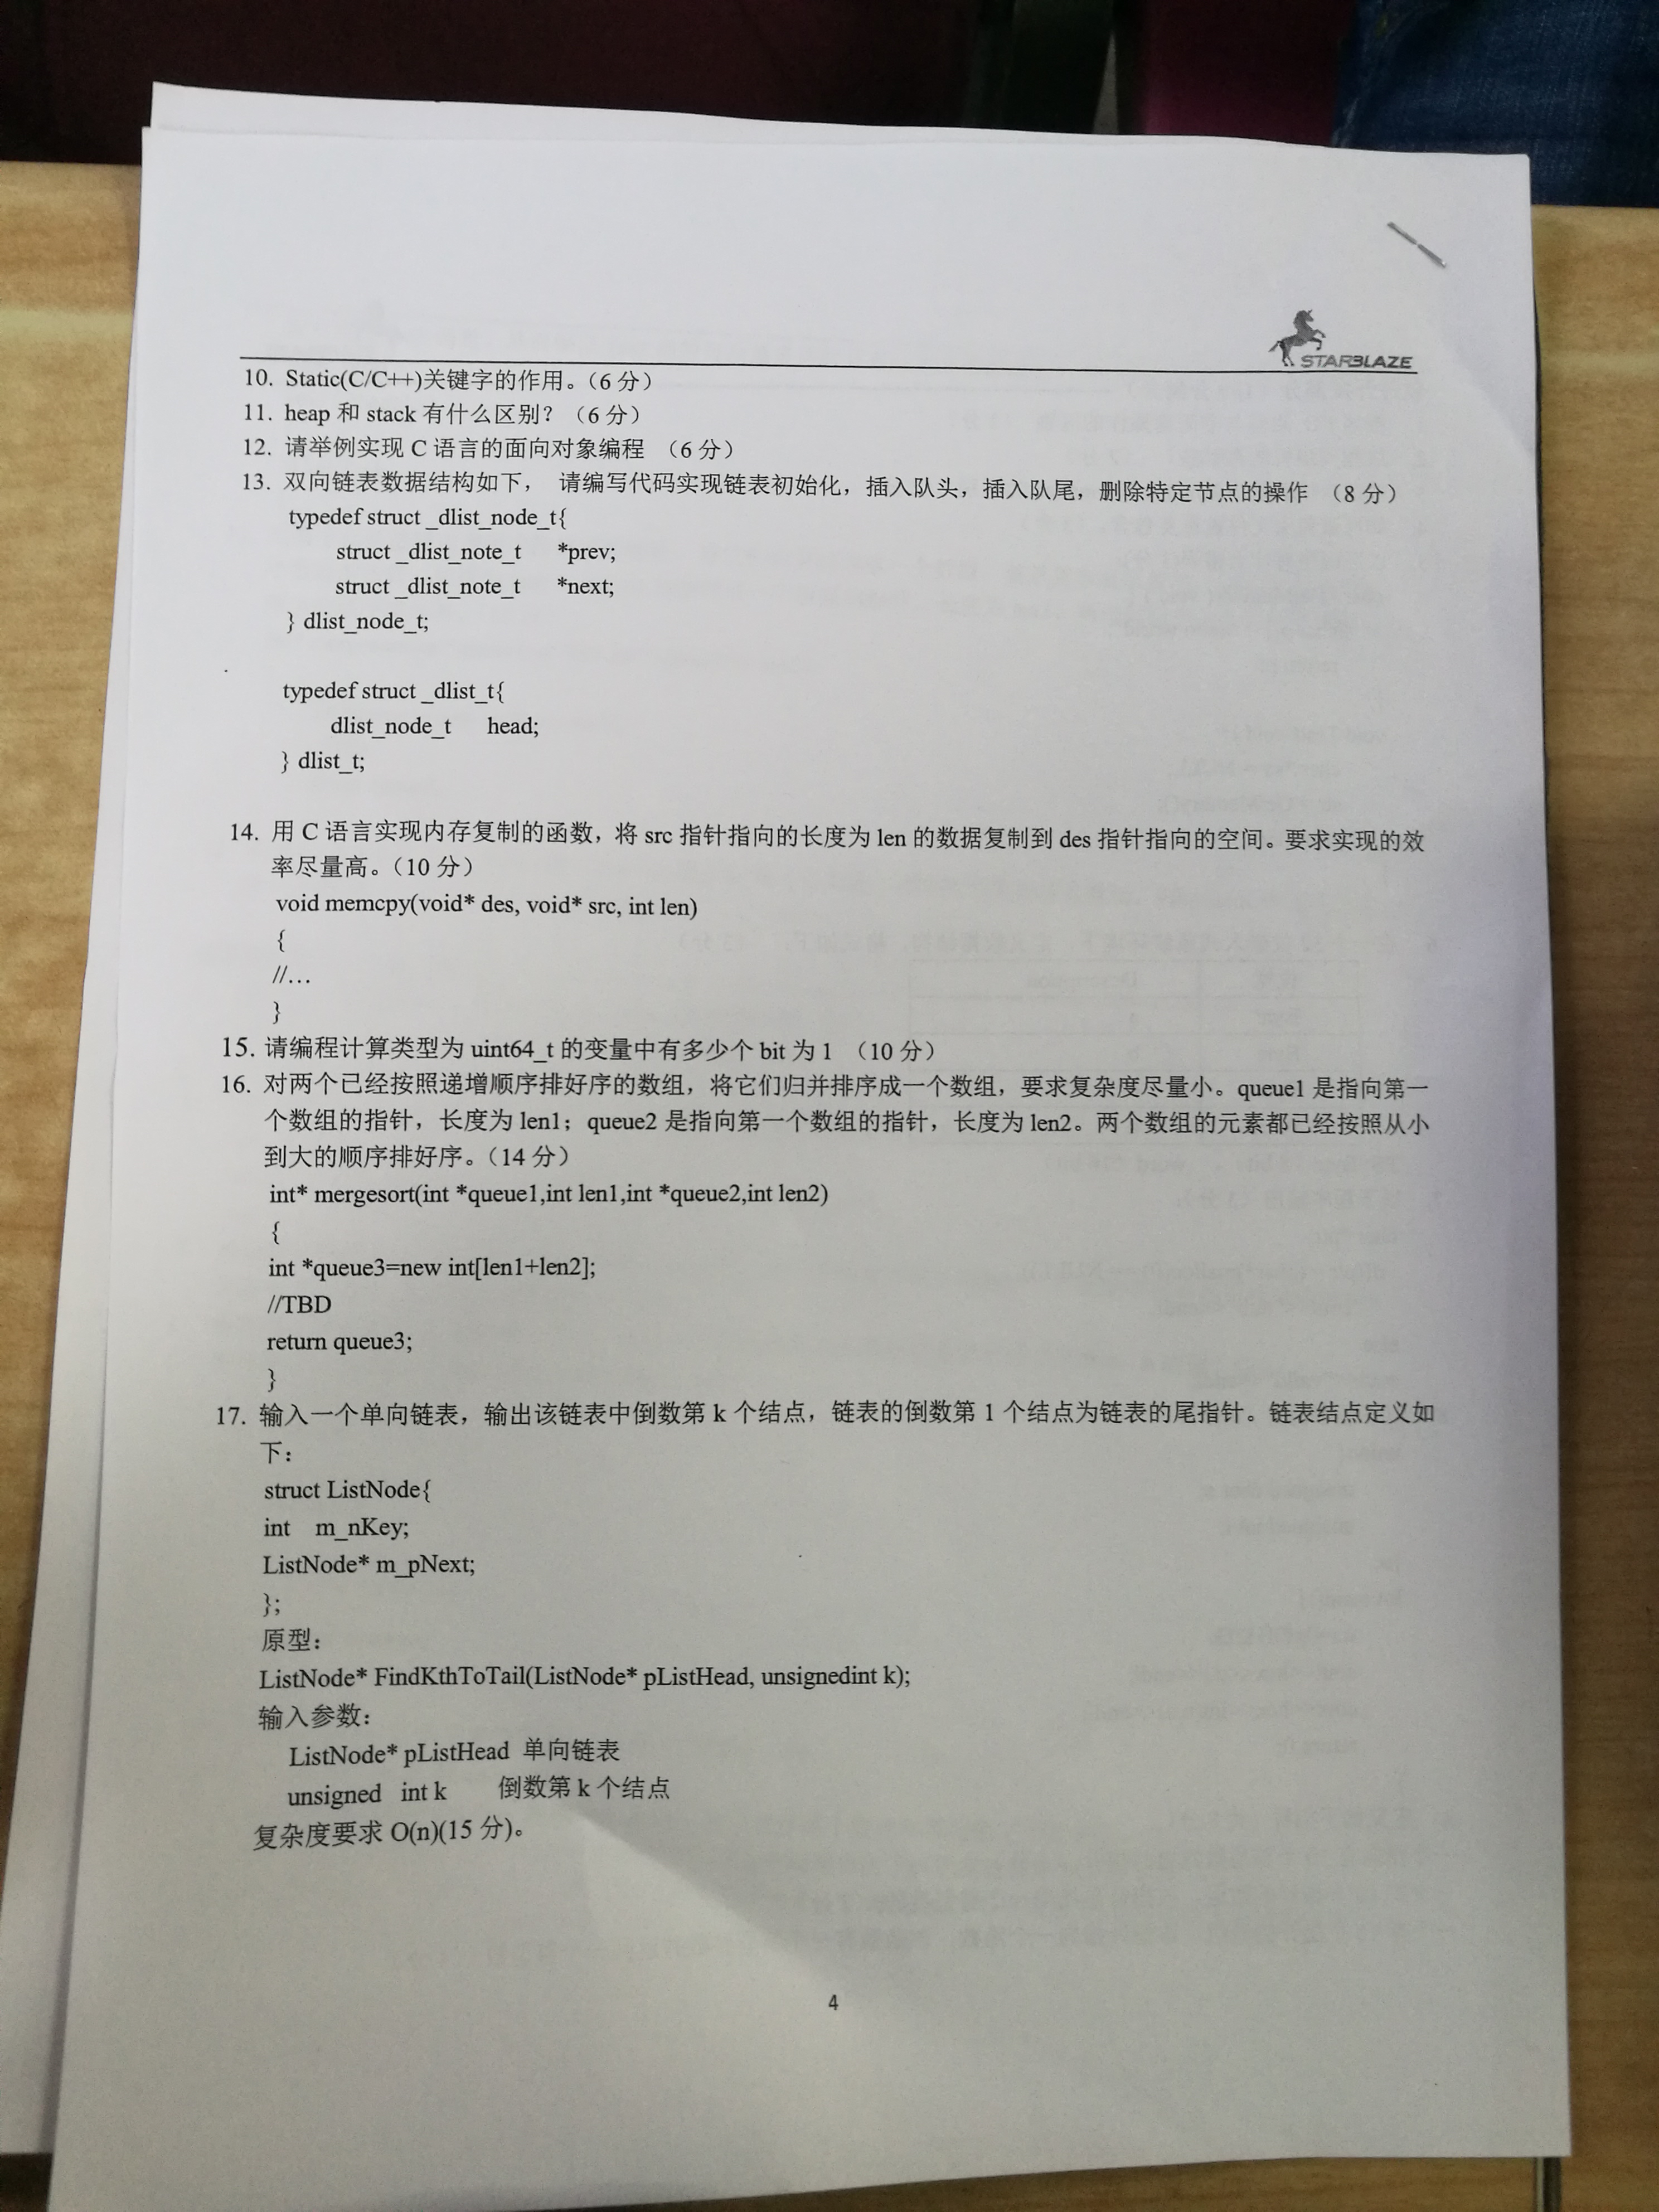 STARBLAZE
10. Static(C/C++)关键字的作用。（6 分）
11. heap 和 stack 有什么区别？（6 分）
12. 请举例实现 C 语言的面向对象编程 （6 分）
13. 双向链表数据结构如下， 请编写代码实现链表初始化，插入队头，插入队尾，删除特定节点的操作 （8 分）
typedef struct _dlist_node_t{
struct _dlist_note_t *prev;
struct _dlist_note_t *next;
} dlist_node_t;
typedef struct _dlist_t{
dlist_node_t head;
} dlist_t;
14. 用 C 语言实现内存复制的函数，将 src 指针指向的长度为 len 的数据复制到 des 指针指向的空间。要求实现的效
率尽量高。（10 分）
void memcpy(void* des, void* src, int len)
{
//…
}
15. 请编程计算类型为 uint64_t 的变量中有多少个 bit 为 1 （10 分）
16. 对两个已经按照递增顺序排好序的数组，将它们归并排序成一个数组，要求复杂度尽量小。queue1 是指向第一
个数组的指针，长度为 len1；queue2 是指向第一个数组的指针，长度为 len2。两个数组的元素都已经按照从小
到大的顺序排好序。（14 分）
int* mergesort(int *queue1,int len1,int *queue2,int len2)
{
int *queue3=new int[len1+len2];
//TBD
return queue3;
}
17. 输入一个单向链表，输出该链表中倒数第 k 个结点，链表的倒数第 1 个结点为链表的尾指针。链表结点定义如
下：
struct ListNode{
int m_nKey;
ListNode* m_pNext;
};
原型：
ListNode* FindKthToTail(ListNode* pListHead, unsignedint k);
输入参数：
ListNode* pListHead 单向链表
unsigned int k 倒数第 k 个结点
复杂度要求 O(n)(15 分)。
4